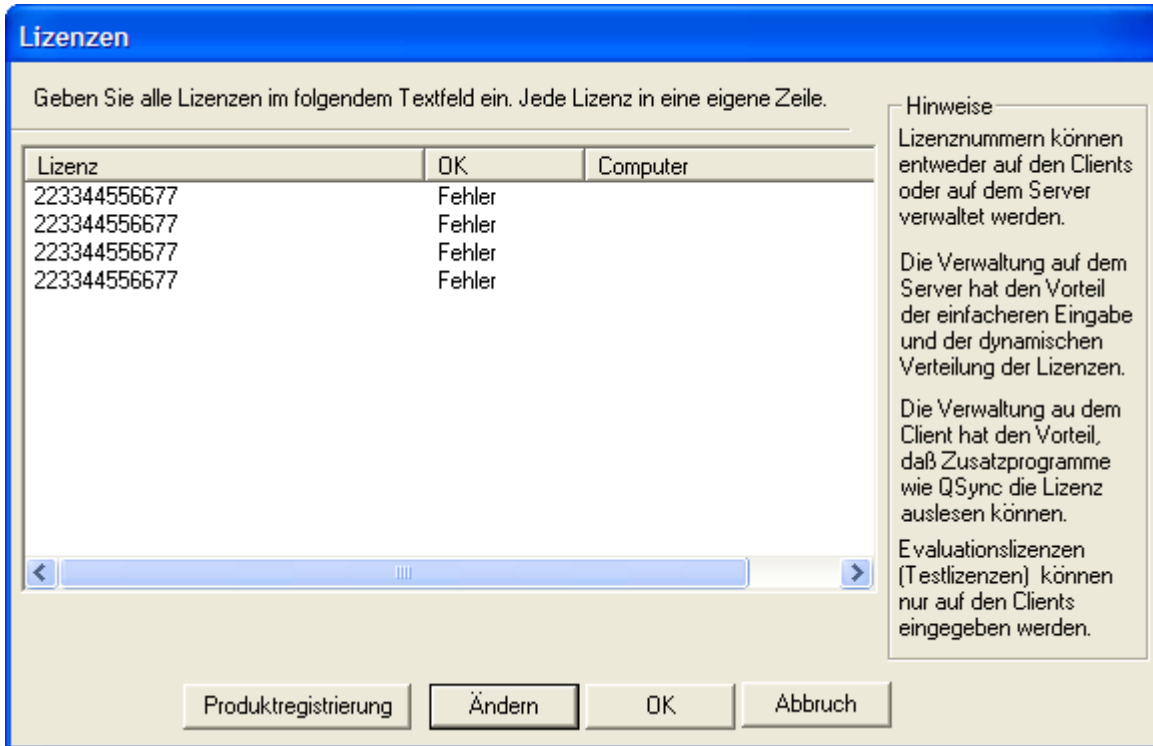 Lizenzen
Geben Sie alle Lizenzen im folgendem Textfeld ein. Jede Lizenz in eine eigene Zeile.
Lizenz OK Computer
223344556677 Fehler
223344556677 Fehler
223344556677 Fehler
223344556677 Fehler
Hinweise
Lizenznummern können
entweder auf den Clients
oder auf dem Server
verwaltet werden.
Die Verwaltung auf dem
Server hat den Vorteil
der einfacheren Eingabe
und der dynamischen
Verteilung der Lizenzen.
Die Verwaltung au dem
Client hat den Vorteil,
daß Zusatzprogramme
wie QSync die Lizenz
auslesen können.
Evaluationslizenzen
(Testlizenzen) können
nur auf den Clients
eingegeben werden.
Produktregistrierung Ändern OK Abbruch